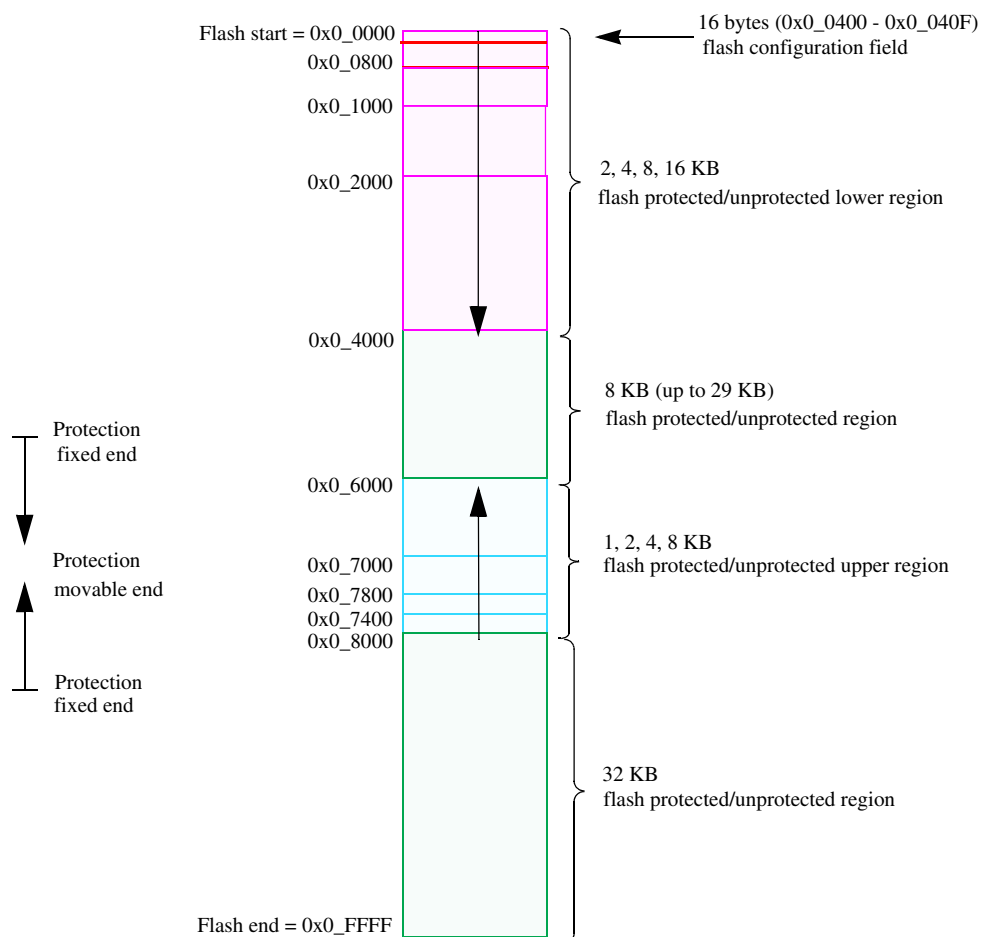 Flash start = 0x0_0000
16 bytes (0x0_0400 - 0x0_040F)
flash configuration field
0x0_0800
0x0_1000
2, 4, 8, 16 KB
0x0_2000
flash protected/unprotected lower region
0x0_4000
8 KB (up to 29 KB)
flash protected/unprotected region
Protection
fixed end
0x0_6000
1, 2, 4, 8 KB
flash protected/unprotected upper region
Protection
movable end
0x0_7000
0x0_7800
0x0_7400
0x0_8000
Protection
fixed end
32 KB
flash protected/unprotected region
Flash end = 0x0_FFFF